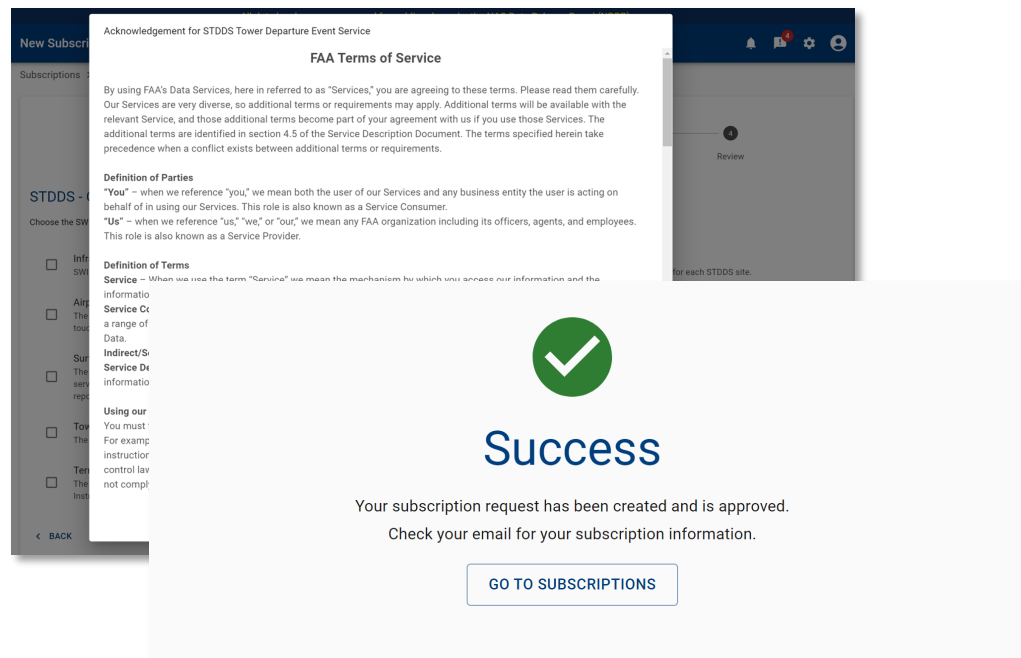 New Subscri
4
Subscriptions
4
Review
STDDS - 
Choose the SW
Infr
SWI
for each STDDS site.
Airp
The
touc
Sur
The
serv
repo
Tow
The
Ter
The
Inst
< BACK
Acknowledgement for STDDS Tower Departure Event Service
FAA Terms of Service
By using FAA's Data Services, here in referred to as "Services," you are agreeing to these terms. Please read them carefully.
Our Services are very diverse, so additional terms or requirements may apply. Additional terms will be available with the
relevant Service, and those additional terms become part of your agreement with us if you use those Services. The
additional terms are identified in section 4.5 of the Service Description Document. The terms specified herein take
precedence when a conflict exists between additional terms or requirements.
Definition of Parties
"You" – when we reference "you," we mean both the user of our Services and any business entity the user is acting on
behalf of in using our Services. This role is also known as a Service Consumer.
"Us" – when we reference "us," "we," or "our," we mean any FAA organization including its officers, agents, and employees.
This role is also known as a Service Provider.
Definition of Terms
Service – When we use the term "Service" we mean the mechanism by which you access our information and the
informatio
Service Co
a range of
Data.
Indirect/S
Service De
informatio
Using our
You must
For examp
instruction
control law
not comply
Success
Your subscription request has been created and is approved.
Check your email for your subscription information.
GO TO SUBSCRIPTIONS